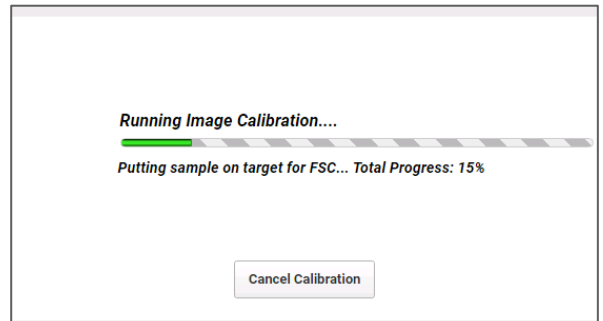 Running Image Calibration....
Putting sample on target for FSC... Total Progress: 15%
Cancel Calibration